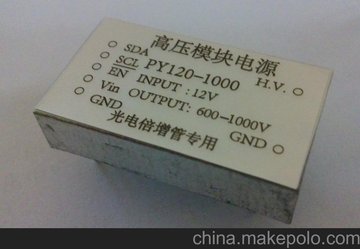 高压模块电源
SDA
SCL PY120-1000 H.V.
EN INPUT: 12V
Vin OUTPUT: 600-1000V
GND GND
光电倍增管专用
china.makepolo.com